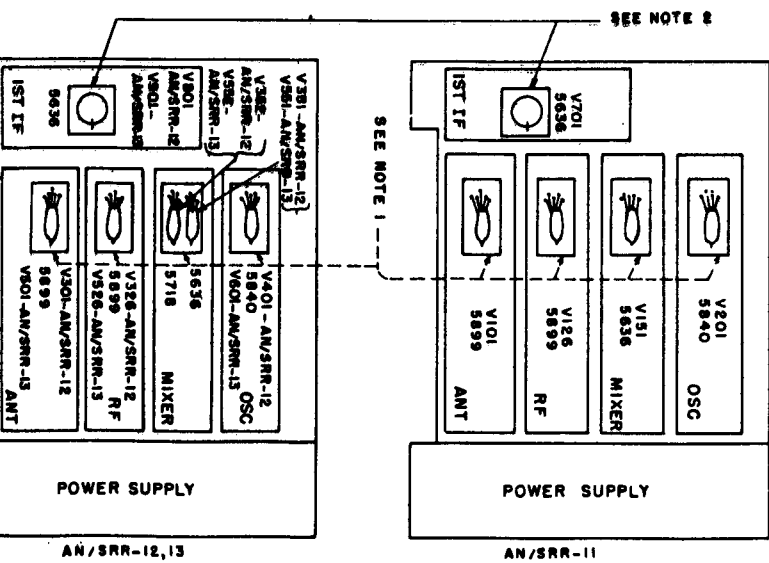 SEE NOTE 2
V381-AN/SRR-12
V561-AN/SRR-13
V382-
AN/SRR-12
V552-
AN/SRR-13
V801
AN/SRR-12
V901-
AN/SRR-13
5636
1ST IF
V701
5636
1ST IF
SEE NOTE 1
5636
5718
MIXER
V401-AN/SRR-12
5840
V601-AN/SRR-13
OSC
V326-AN/SRR-12
5899
V526-AN/SRR-13
RF
V301-AN/SRR-12
5899
V501-AN/SRR-13
ANT
V101
5899
ANT
V126
5899
RF
V151
5636
MIXER
V201
5840
OSC
POWER SUPPLY
POWER SUPPLY
AN/SRR-12,13
AN/SRR-11